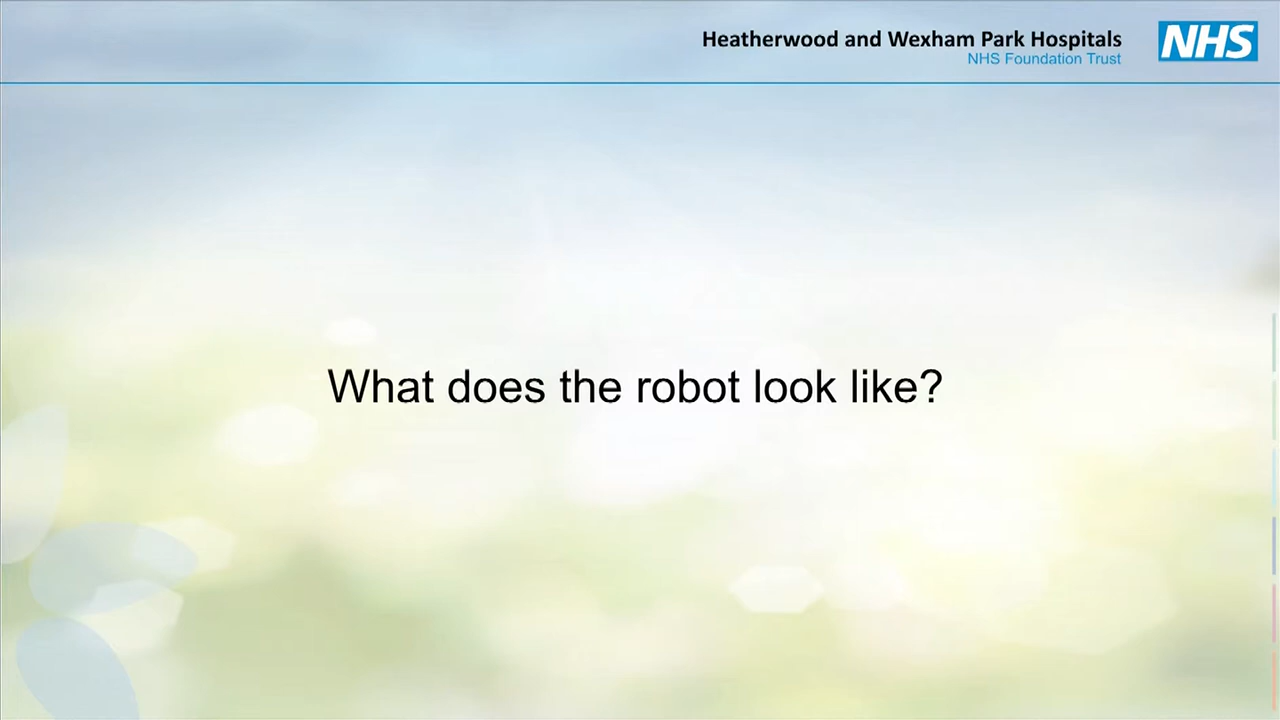 Heatherwood and Wexham Park Hospitals
NHS Foundation Trust
NHS
What does the robot look like?